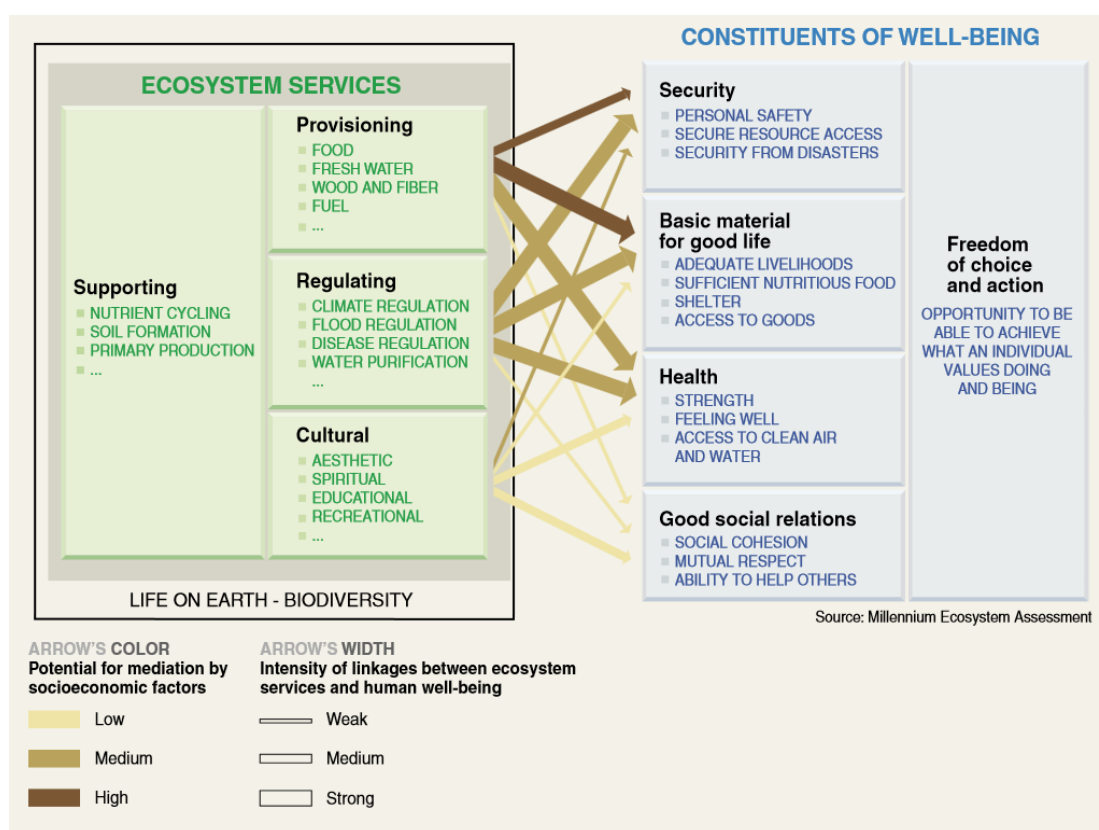 CONSTITUENTS OF WELL-BEING
ECOSYSTEM SERVICES
Supporting
NUTRIENT CYCLING
SOIL FORMATION
PRIMARY PRODUCTION
...
Provisioning
FOOD
FRESH WATER
WOOD AND FIBER
FUEL
...
Regulating
CLIMATE REGULATION
FLOOD REGULATION
DISEASE REGULATION
WATER PURIFICATION
...
Cultural
AESTHETIC
SPIRITUAL
EDUCATIONAL
RECREATIONAL
...
LIFE ON EARTH - BIODIVERSITY
Security
PERSONAL SAFETY
SECURE RESOURCE ACCESS
SECURITY FROM DISASTERS
Basic material
for good life
ADEQUATE LIVELIHOODS
SUFFICIENT NUTRITIOUS FOOD
SHELTER
ACCESS TO GOODS
Health
STRENGTH
FEELING WELL
ACCESS TO CLEAN AIR
AND WATER
Good social relations
SOCIAL COHESION
MUTUAL RESPECT
ABILITY TO HELP OTHERS
Freedom
of choice
and action
OPPORTUNITY TO BE
ABLE TO ACHIEVE
WHAT AN INDIVIDUAL
VALUES DOING
AND BEING
Source: Millennium Ecosystem Assessment
ARROW'S COLOR
Potential for mediation by
socioeconomic factors
Low
Medium
High
ARROW'S WIDTH
Intensity of linkages between ecosystem
services and human well-being
Weak
Medium
Strong